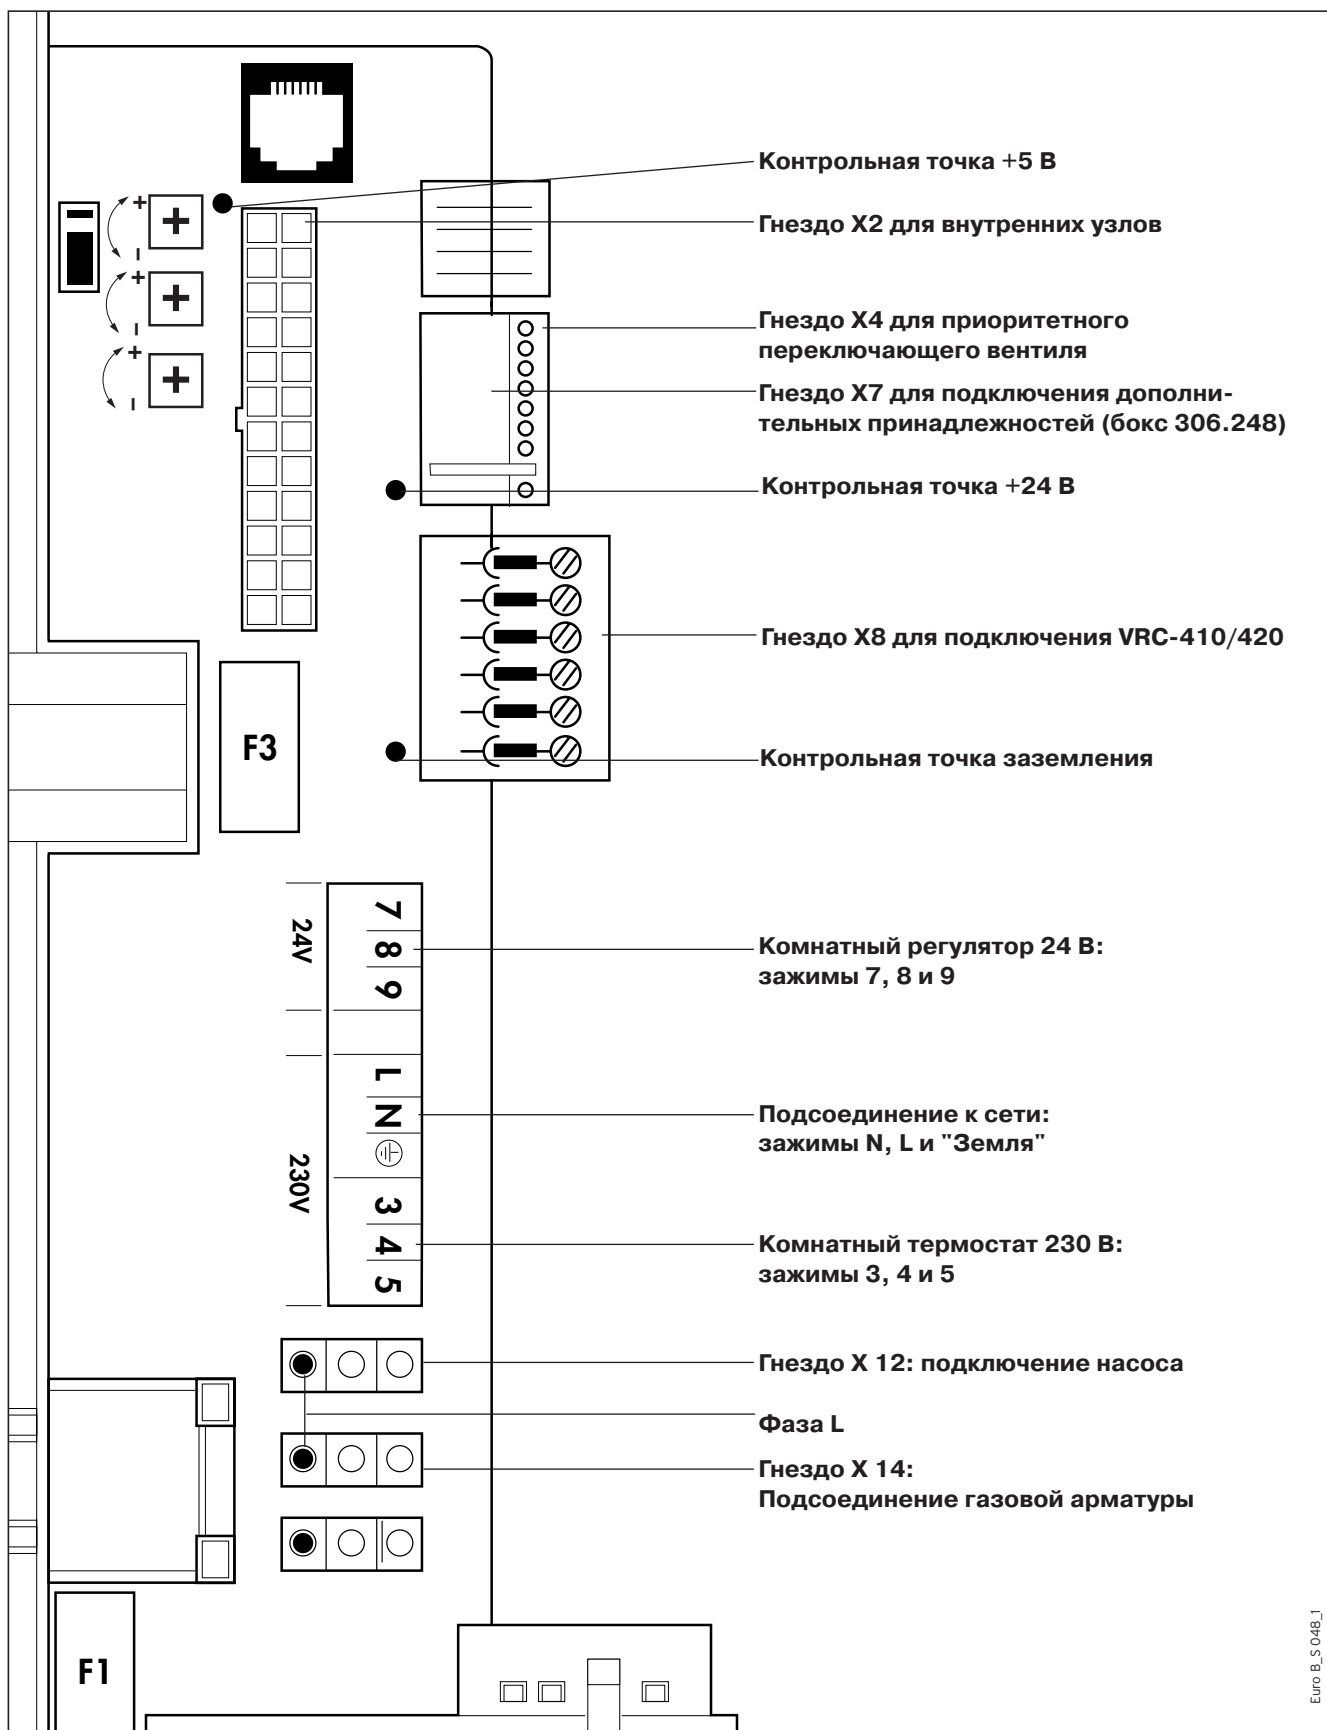 Контрольная точка +5 В
Гнездо X2 для внутренних узлов
Гнездо X4 для приоритетного
переключающего вентиля
Гнездо X7 для подключения дополни-
тельных принадлежностей (бокс 306.248)
Контрольная точка +24 В
Гнездо X8 для подключения VRC-410/420
F3
Контрольная точка заземления
24V
7
8
9
Комнатный регулятор 24 В:
зажимы 7, 8 и 9
230V
L
N
Подсоединение к сети:
зажимы N, L и "Земля"
3
4
5
Комнатный термостат 230 В:
зажимы 3, 4 и 5
Гнездо X 12: подключение насоса
Фаза L
Гнездо X 14:
Подсоединение газовой арматуры
F1
Euro B_S 048_1